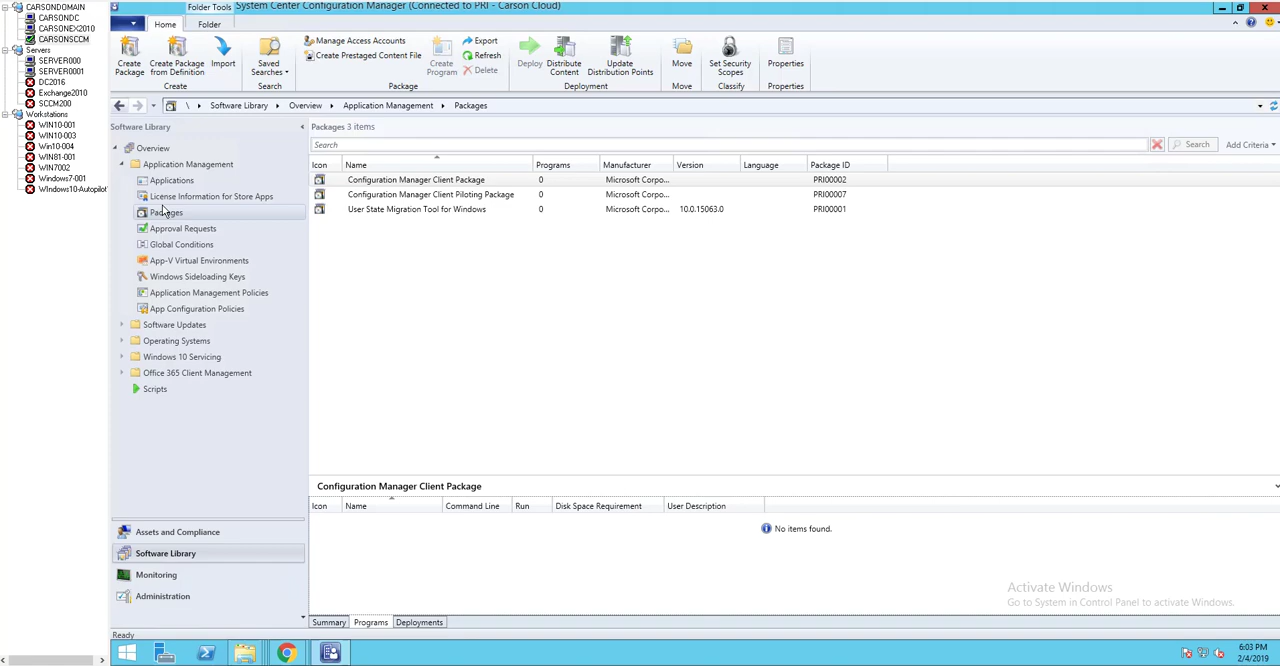 CARSONDOMAIN
CARSONDC
CARSONEX2010
CARSONSCCM
Servers
SERVER000
SERVER0001
DC2016
Exchange2010
SCCM200
Workstations
WIN10-001
WIN10-003
Win10-004
WIN81-001
WIN7002
Windows7-001
WIndows10-Autopilot
Folder Tools
System Center Configuration Manager (Connected to PRI - Carson Cloud)
Home
Folder
Create Package
Create Package from Definition
Import
Create
Saved Searches
Search
Manage Access Accounts
Create Prestaged Content File
Create Program
Export
Refresh
Delete
Package
Deploy
Distribute Content
Update Distribution Points
Deployment
Move
Move
Set Security Scopes
Classify
Properties
Properties
\ Software Library Overview Application Management Packages
Software Library
Overview
Application Management
Applications
License Information for Store Apps
Packages
Approval Requests
Global Conditions
App-V Virtual Environments
Windows Sideloading Keys
Application Management Policies
App Configuration Policies
Software Updates
Operating Systems
Windows 10 Servicing
Office 365 Client Management
Scripts
Assets and Compliance
Software Library
Monitoring
Administration
Packages 3 items
Search
Search
Add Criteria
Icon Name Programs Manufacturer Version Language Package ID
Configuration Manager Client Package 0 Microsoft Corpo... PRI00002
Configuration Manager Client Piloting Package 0 Microsoft Corpo... PRI00007
User State Migration Tool for Windows 0 Microsoft Corpo... 10.0.15063.0 PRI00001
Configuration Manager Client Package
Icon Name Command Line Run Disk Space Requirement User Description
No items found.
Activate Windows
Go to System in Control Panel to activate Windows.
Summary Programs Deployments
Ready
6:03 PM
2/4/2019